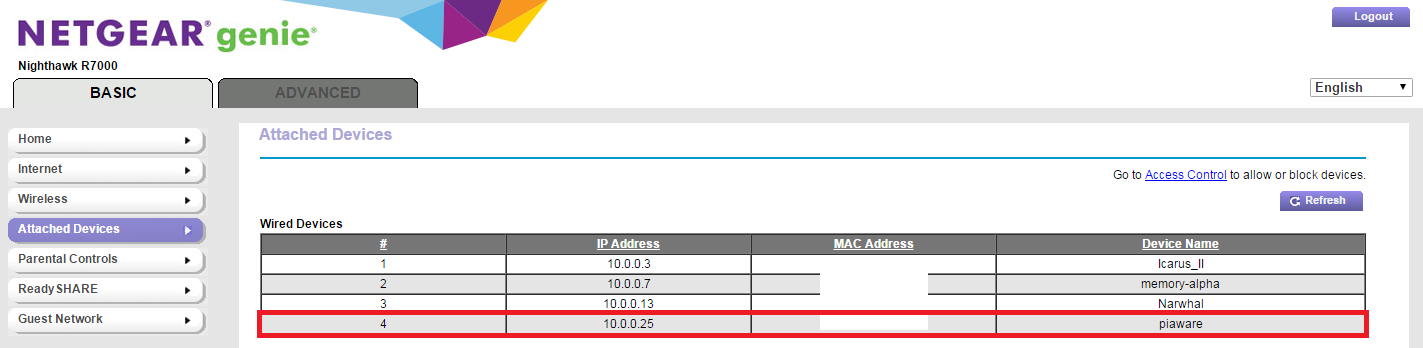 NETGEAR® genie®
Logout
Nighthawk R7000
BASIC
ADVANCED
English
Home
Internet
Wireless
Attached Devices
Parental Controls
ReadySHARE
Guest Network
Attached Devices
Go to Access Control to allow or block devices.
Refresh
Wired Devices
# IP Address MAC Address Device Name
1 10.0.0.3 Icarus_II
2 10.0.0.7 memory-alpha
3 10.0.0.13 Narwhal
4 10.0.0.25 piaware